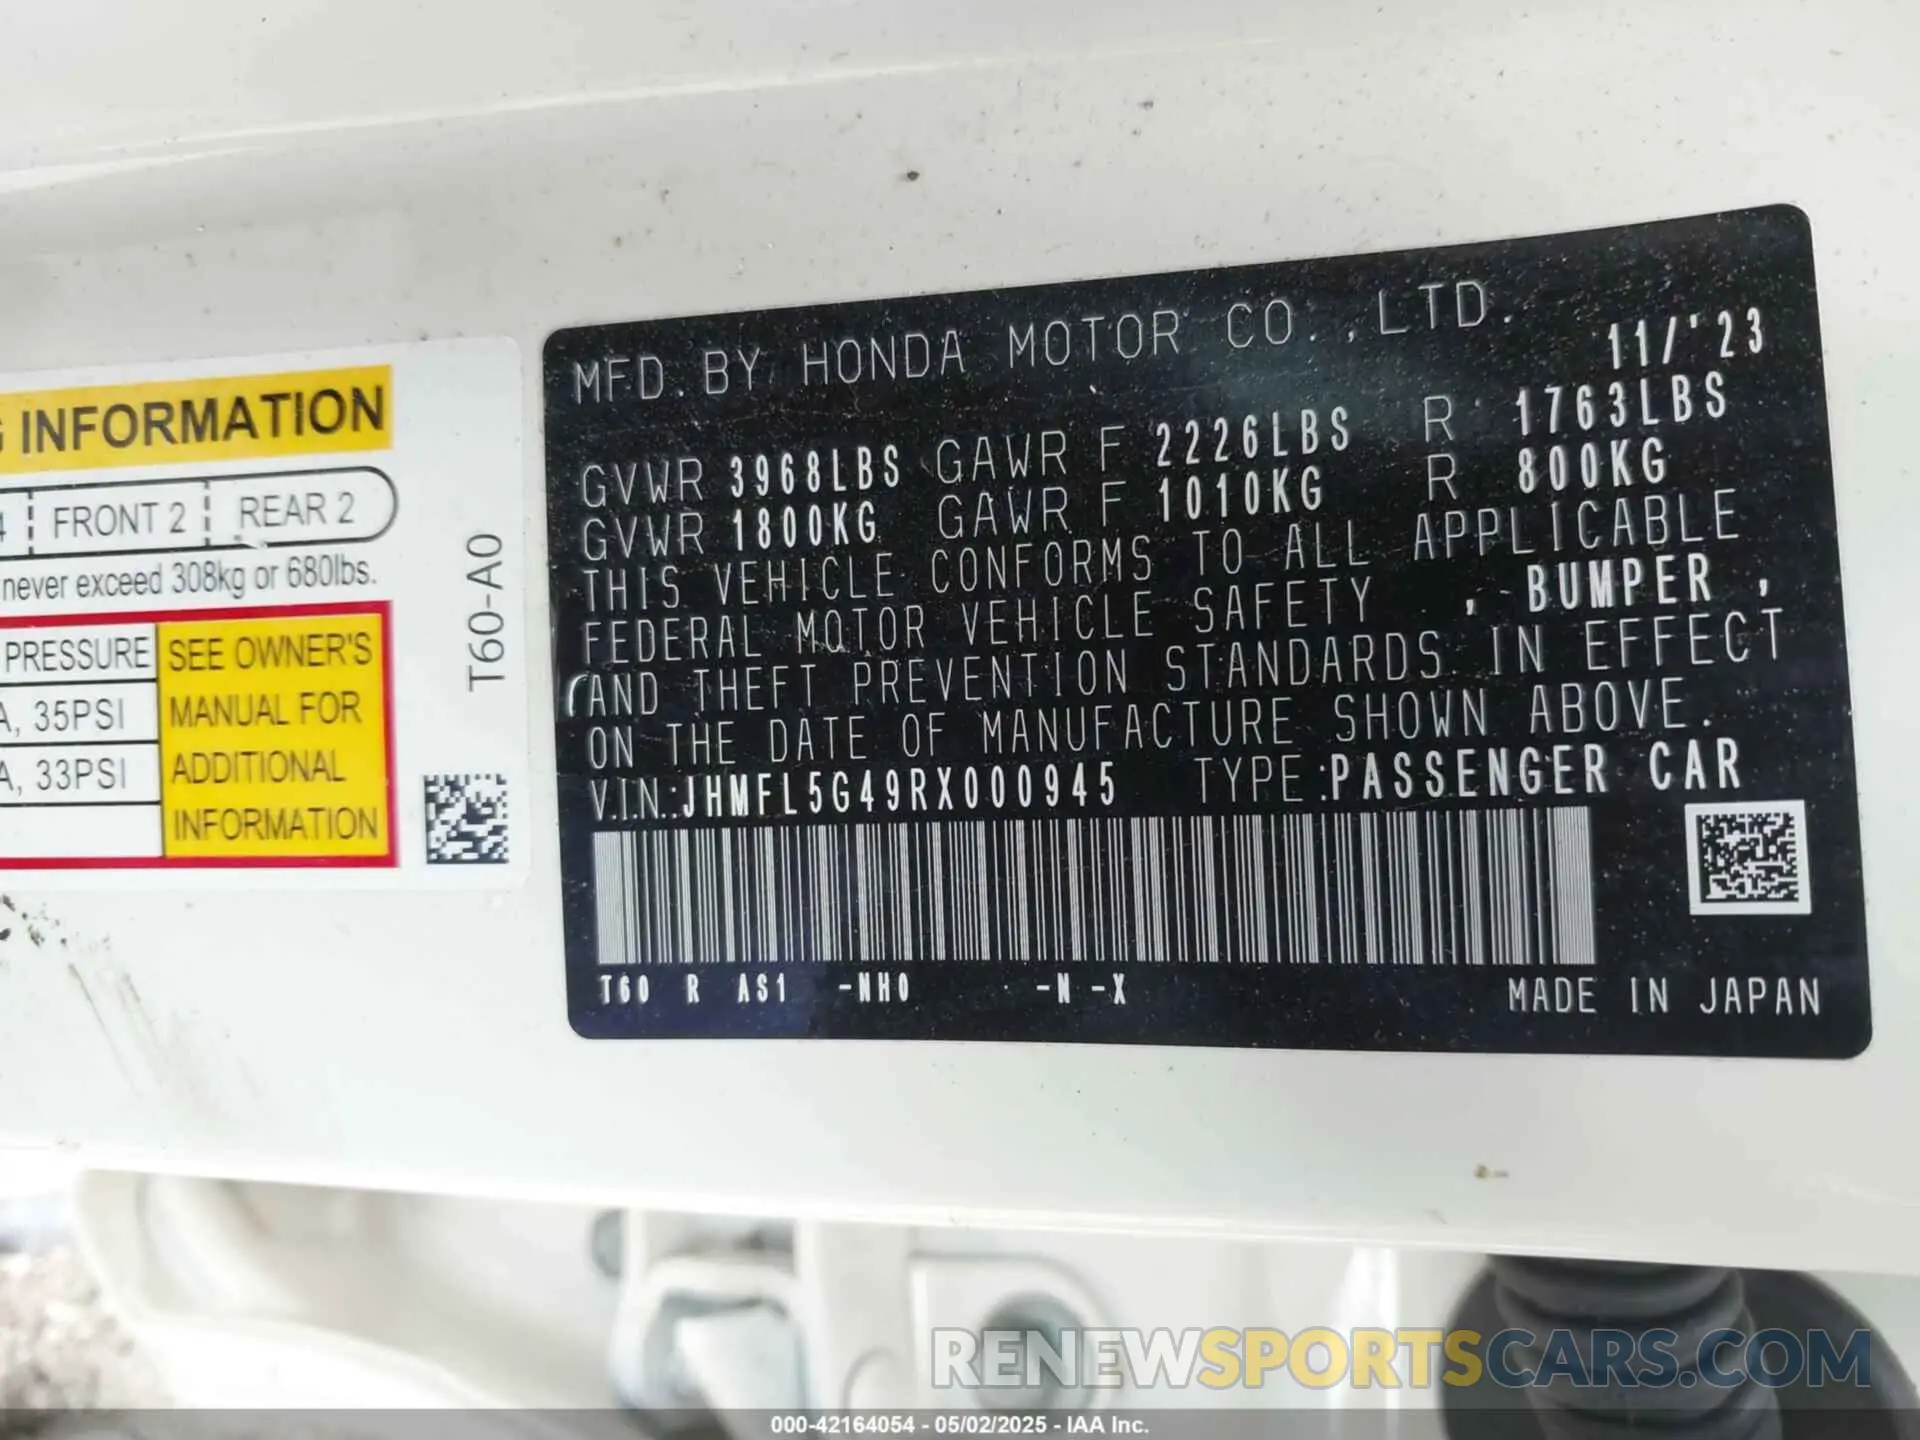 INFORMATION
FRONT 2 REAR 2
never exceed 308kg or 680lbs.
PRESSURE
, 35PSI
, 33PSI
SEE OWNER'S
MANUAL FOR
ADDITIONAL
INFORMATION
T60-A0
MFD. BY HONDA MOTOR CO.,LTD.
11/'23
GVWR 3968LBS GAWR F 2226LBS R 1763LBS
GVWR 1800KG GAWR F 1010KG R 800KG
THIS VEHICLE CONFORMS TO ALL APPLICABLE
FEDERAL MOTOR VEHICLE SAFETY , BUMPER ,
AND THEFT PREVENTION STANDARDS IN EFFECT
ON THE DATE OF MANUFACTURE SHOWN ABOVE.
V.I.N.:JHMFL5G49RX000945 TYPE:PASSENGER CAR
T60 R AS1 -NH0 -N -X
MADE IN JAPAN
RENEWSPORTSCARS.COM
000-42164054 - 05/02/2025 - IAA Inc.